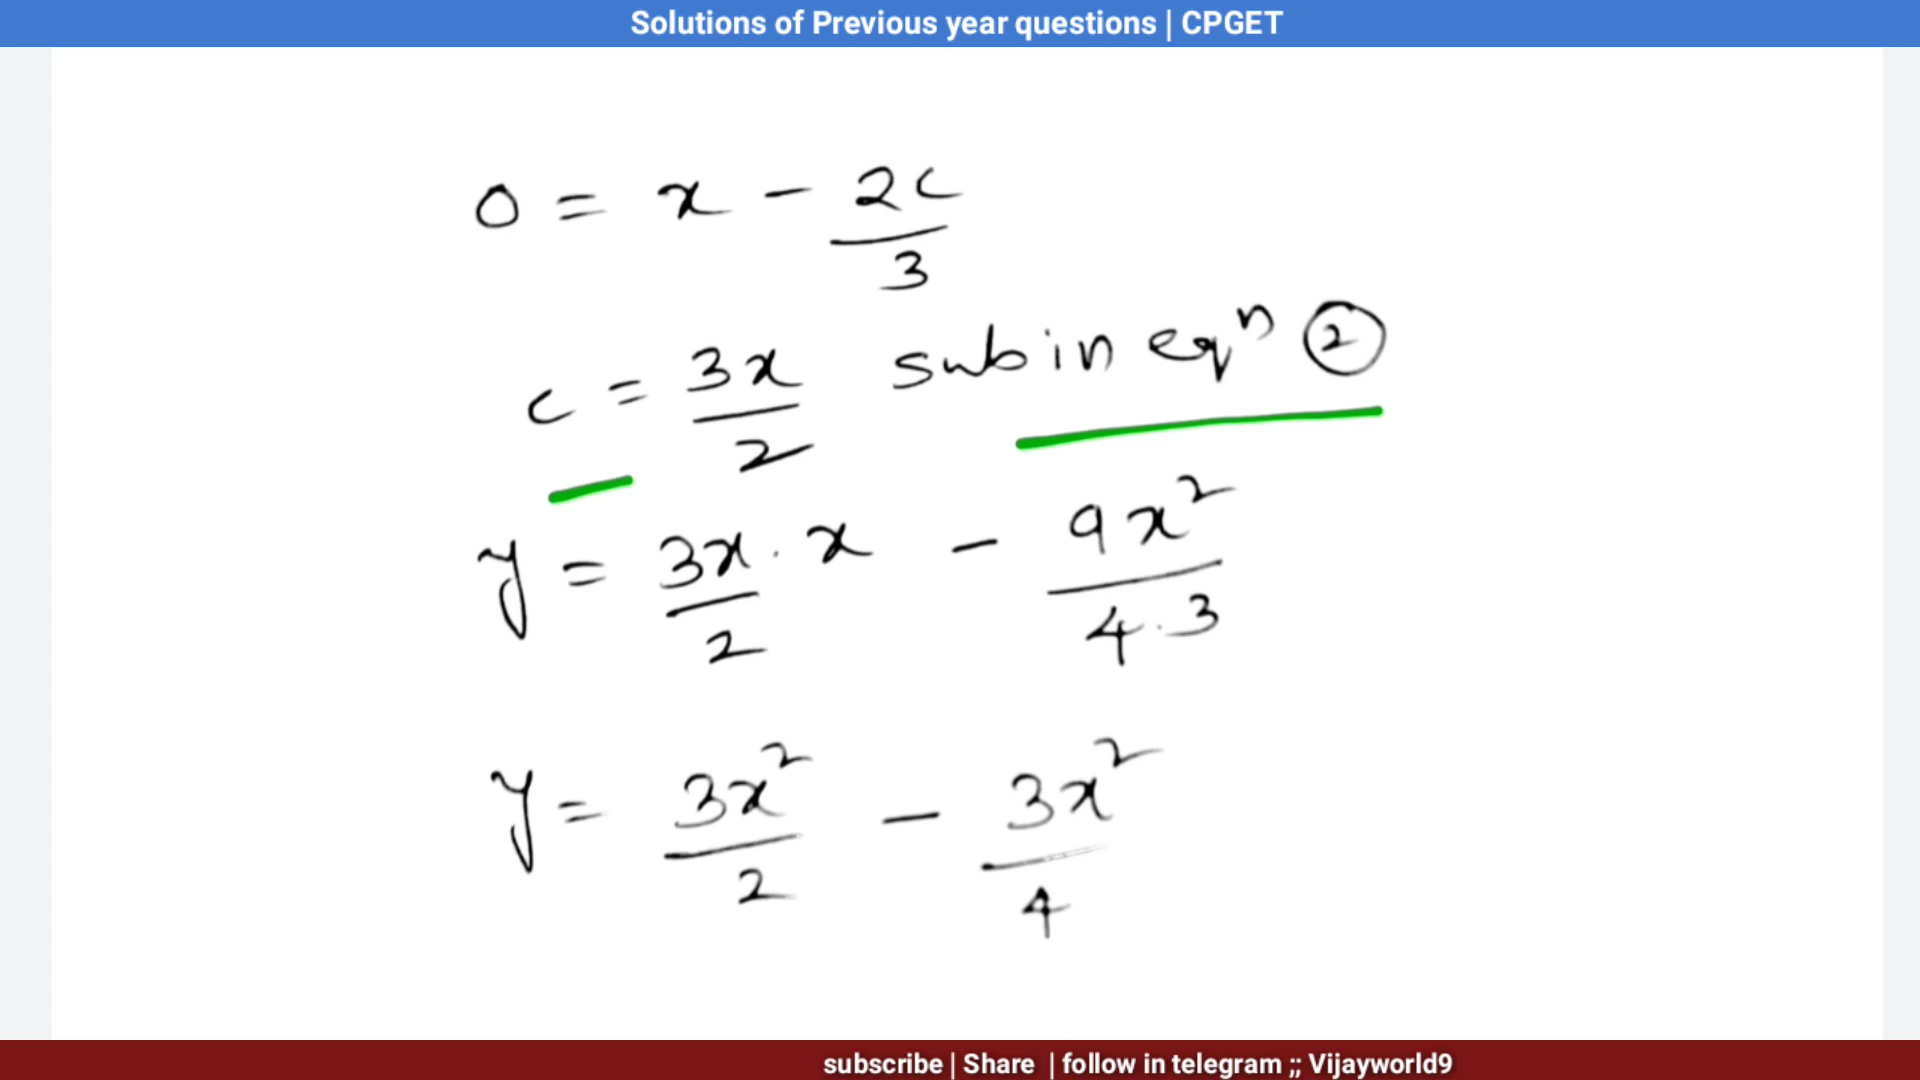 Solutions of Previous year questions | CPGET
0 = x - 2c/3
c = 3x/2 sub in eqⁿ ②
y = 3x/2 . x - 9x²/4.3
y = 3x²/2 - 3x²/4
subscribe | Share | follow in telegram ;; Vijayworld9